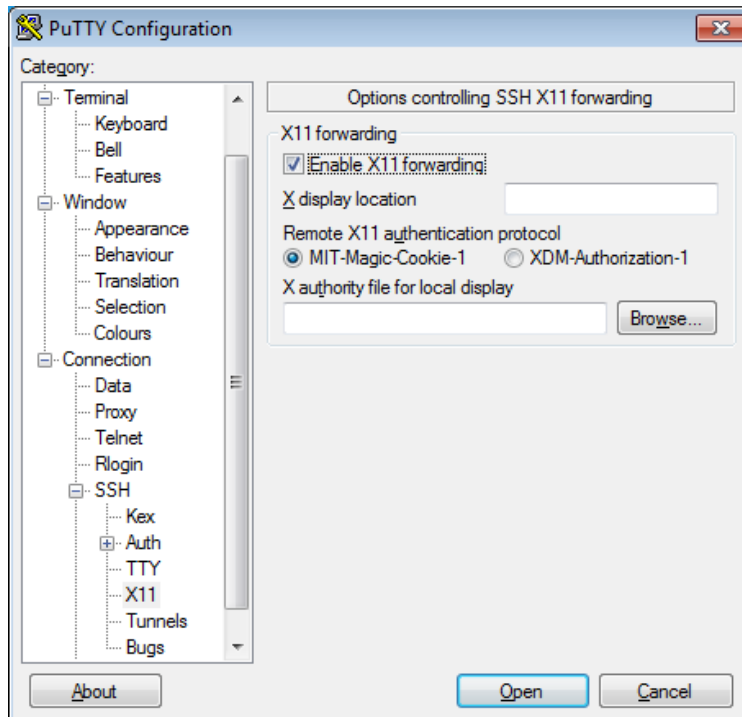 PuTTY Configuration
Category:
Terminal
Keyboard
Bell
Features
Window
Appearance
Behaviour
Translation
Selection
Colours
Connection
Data
Proxy
Telnet
Rlogin
SSH
Kex
Auth
TTY
X11
Tunnels
Bugs
Options controlling SSH X11 forwarding
X11 forwarding
Enable X11 forwarding
X display location
Remote X11 authentication protocol
MIT-Magic-Cookie-1 XDM-Authorization-1
X authority file for local display
Browse...
About Open Cancel